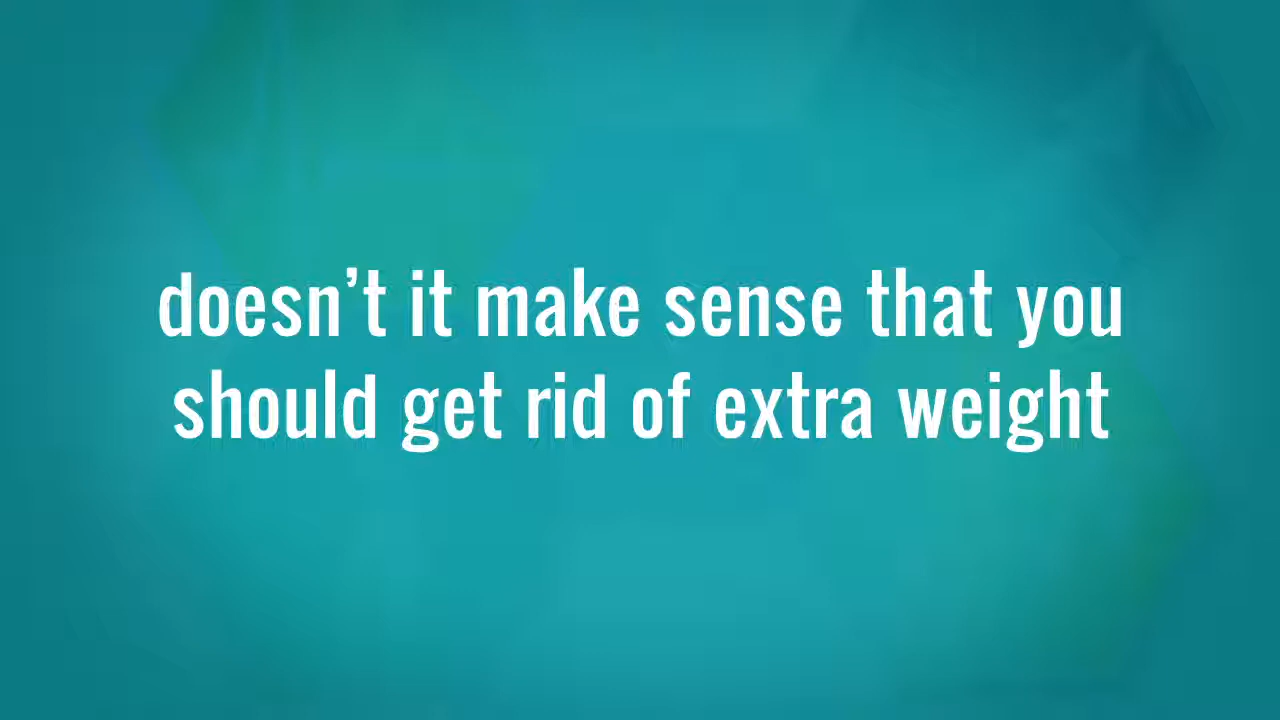 doesn’t it make sense that you
should get rid of extra weight